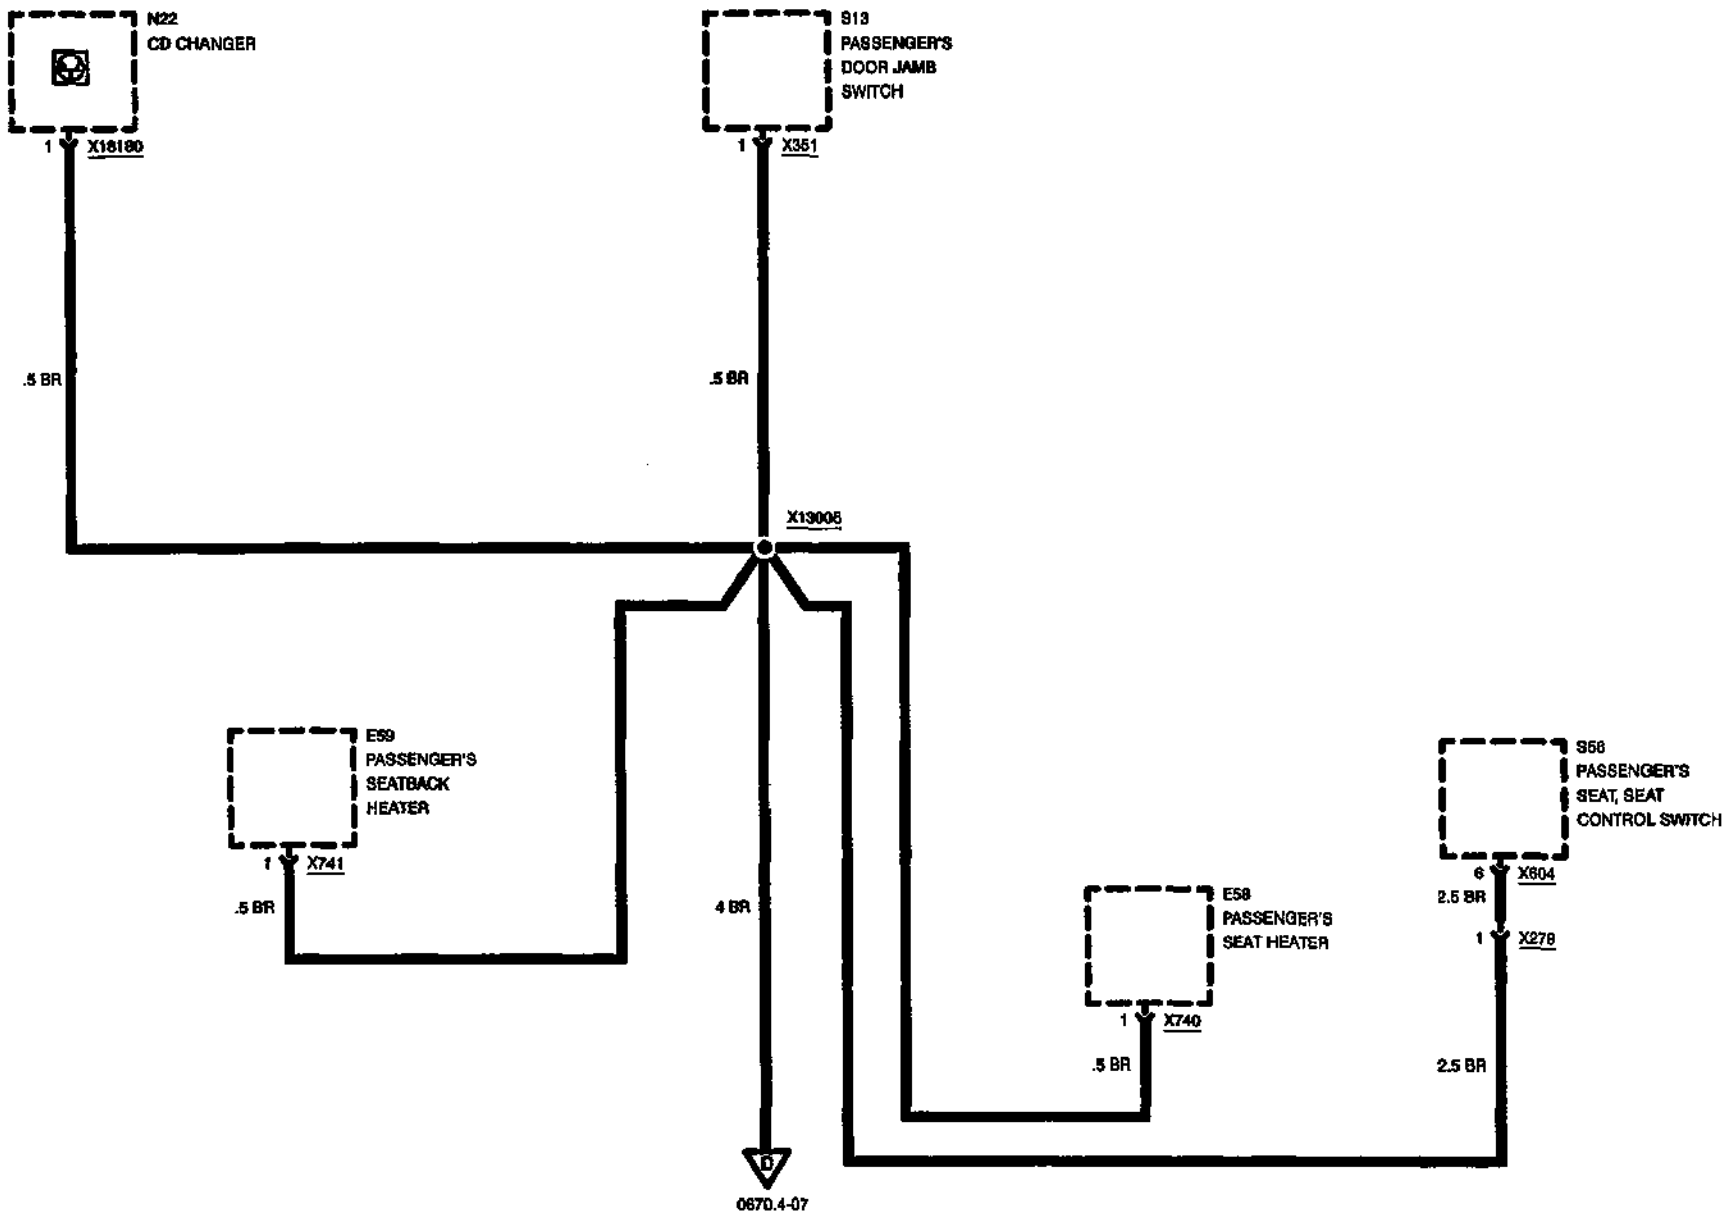 N22
CD CHANGER
1 X18180
.5 BR
S13
PASSENGER'S
DOOR JAMB
SWITCH
1 X351
.5 BR
X13005
E59
PASSENGER'S
SEATBACK
HEATER
1 X741
.5 BR
4 BR
D
0670.4-07
E58
PASSENGER'S
SEAT HEATER
1 X740
.5 BR
S56
PASSENGER'S
SEAT, SEAT
CONTROL SWITCH
6 X604
2.5 BR
1 X278
2.5 BR